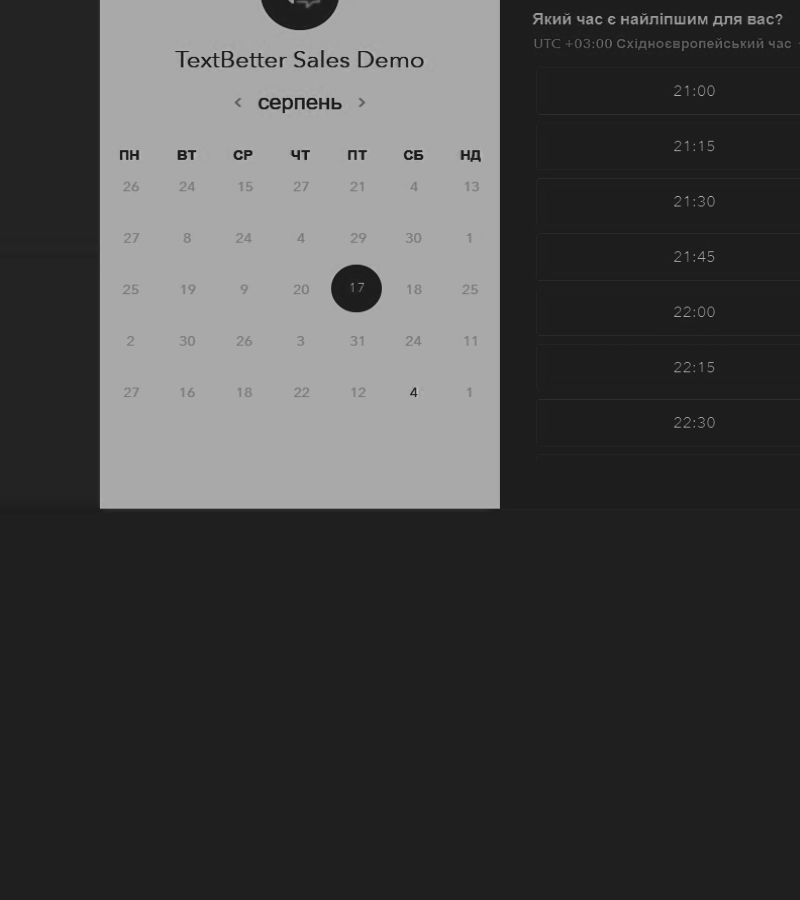 TextBetter Sales Demo
‹ серпень ›
ПН ВТ СР ЧТ ПТ СБ НД
26 24 15 27 21 4 13
27 8 24 4 29 30 1
25 19 9 20 17 18 25
2 30 26 3 31 24 11
27 16 18 22 12 4 1
Який час є найліпшим для вас?
UTC +03:00 Східноєвропейський час
21:00
21:15
21:30
21:45
22:00
22:15
22:30